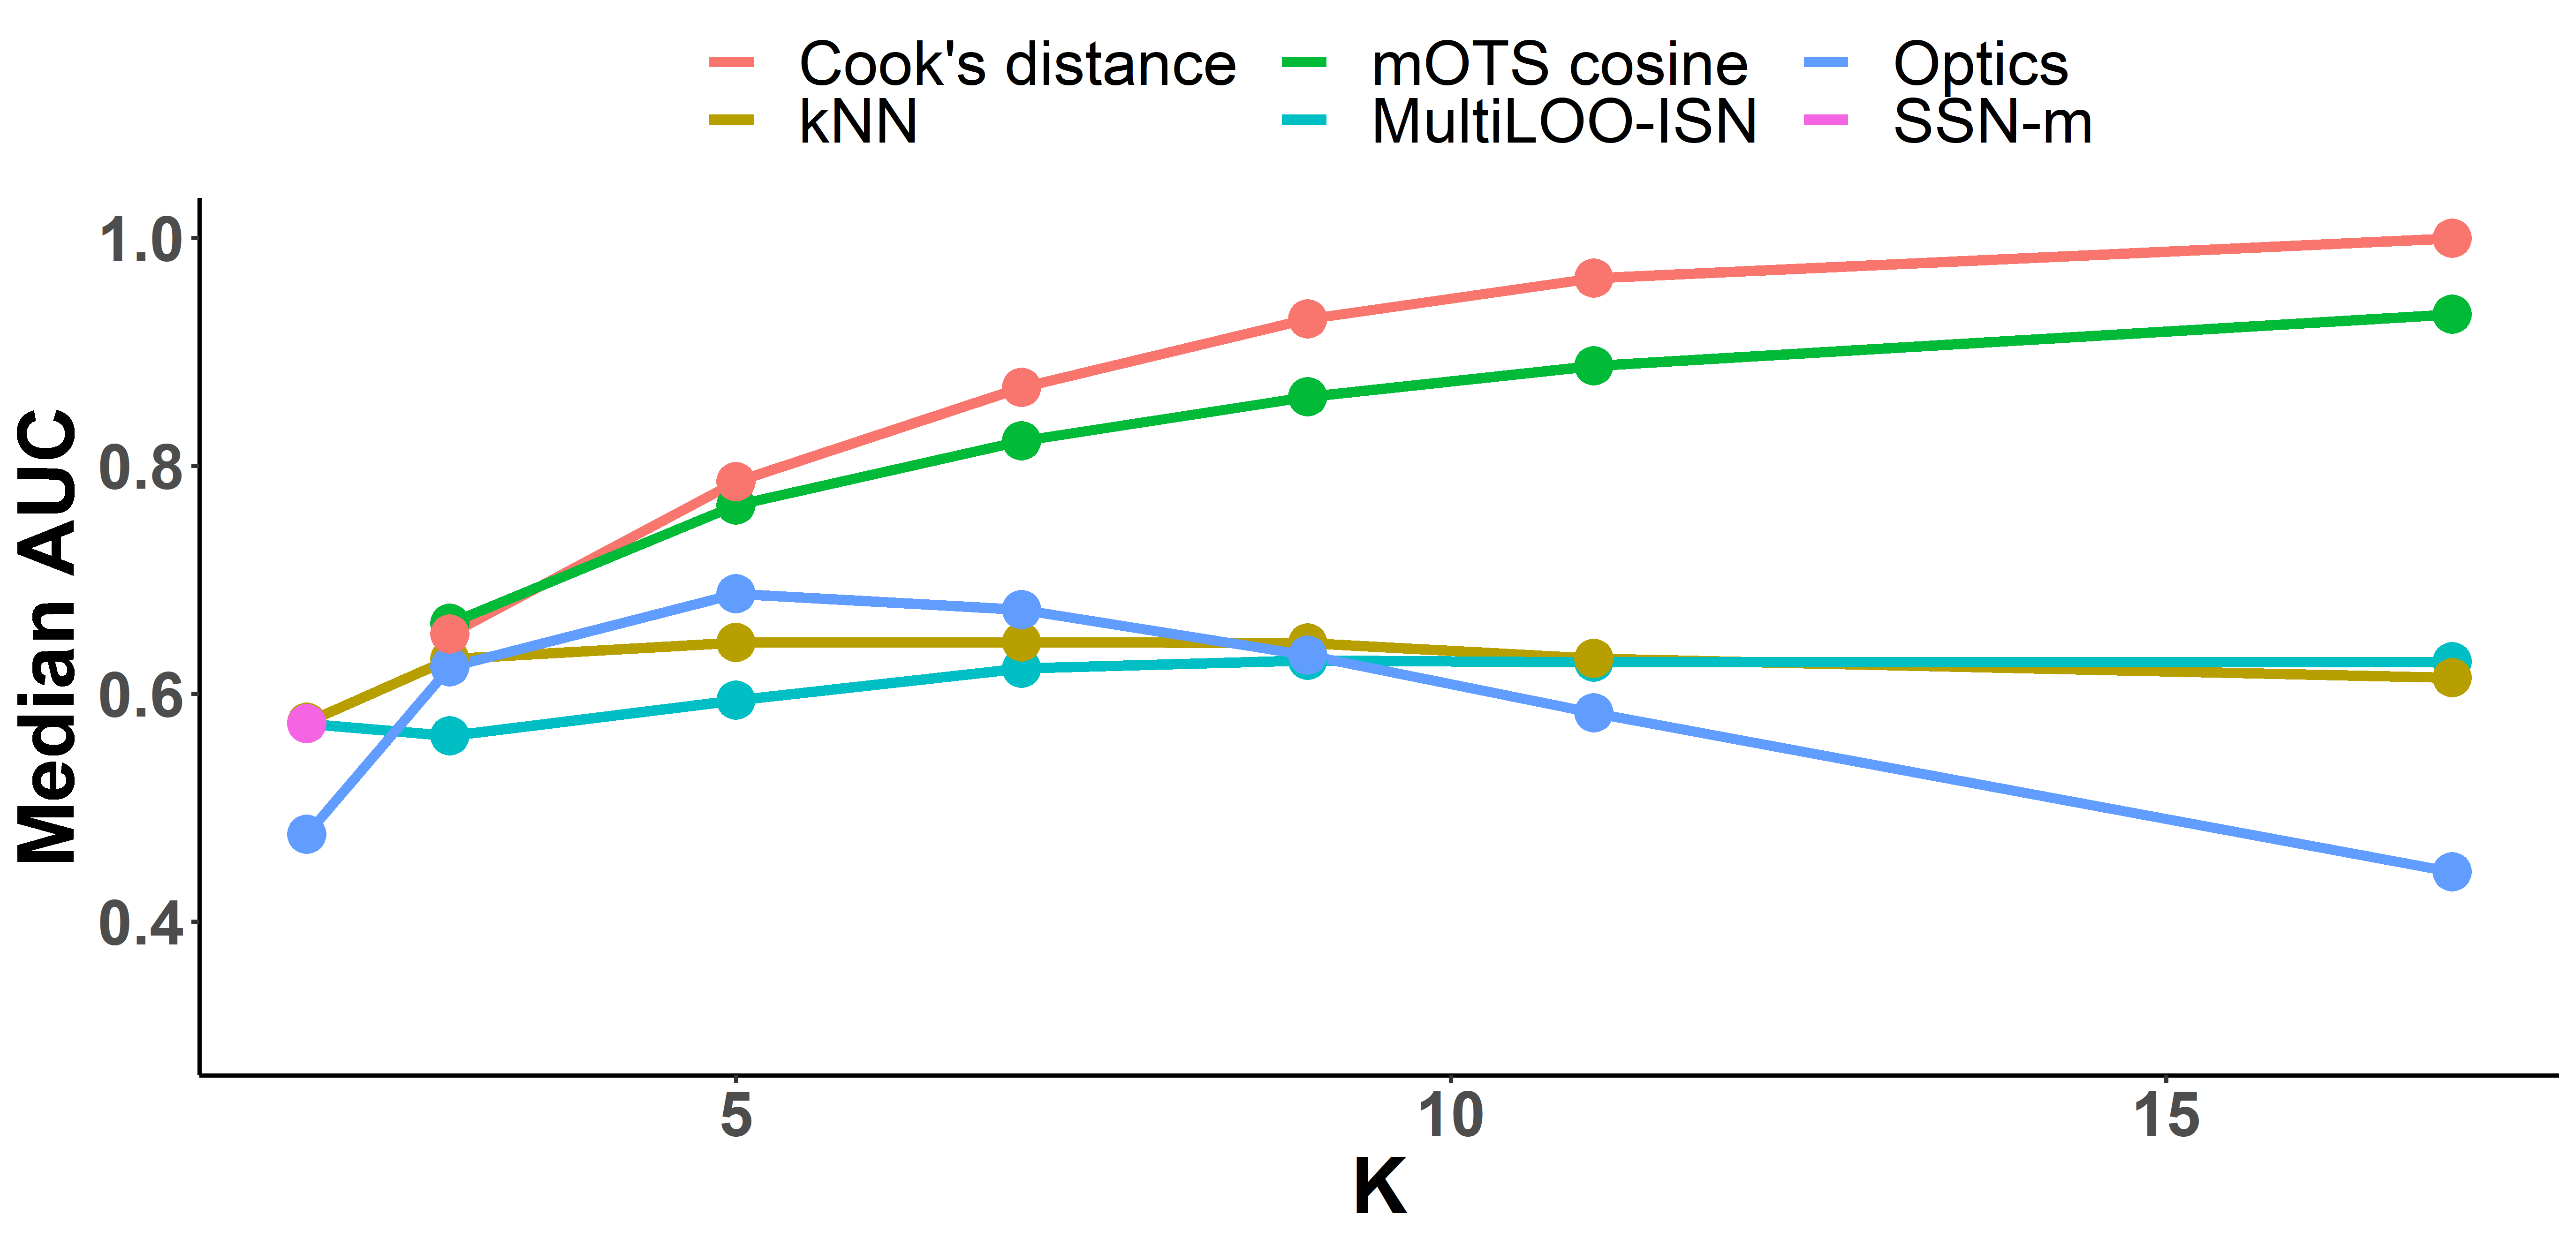 Cook's distance mOTS cosine Optics
kNN MultiLOO-ISN SSN-m
Median AUC
1.0
0.8
0.6
0.4
5 10 15
K